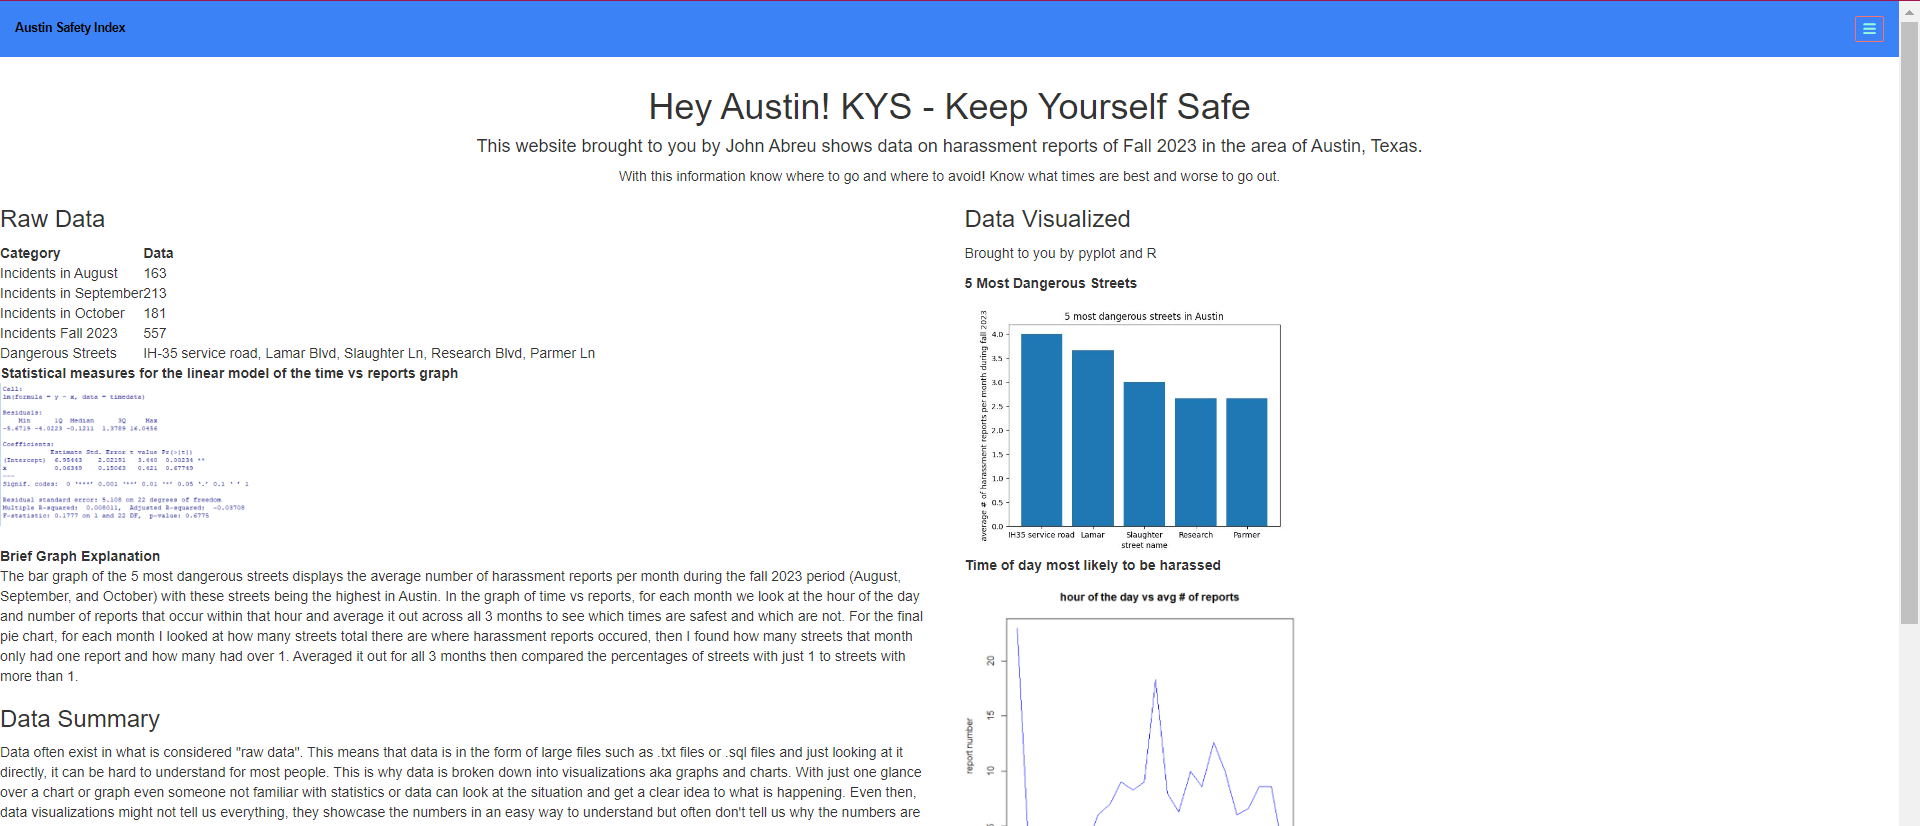 Austin Safety Index
Hey Austin! KYS - Keep Yourself Safe
This website brought to you by John Abreu shows data on harassment reports of Fall 2023 in the area of Austin, Texas.
With this information know where to go and where to avoid! Know what times are best and worse to go out.
Raw Data
Category Data
Incidents in August 163
Incidents in September 213
Incidents in October 181
Incidents Fall 2023 557
Dangerous Streets IH-35 service road, Lamar Blvd, Slaughter Ln, Research Blvd, Parmer Ln
Statistical measures for the linear model of the time vs reports graph
Call:
lm(formula = y ~ x, data = timedata)
Residuals:
Min 1Q Median 3Q Max
-5.6719 -4.0223 -0.1211 1.3789 16.0456
Coefficients:
Estimate Std. Error t value Pr(>|t|)
(Intercept) 6.95443 2.02191 3.440 0.00234 **
x 0.06349 0.15063 0.421 0.67749
---
Signif. codes: 0 '***' 0.001 '**' 0.01 '*' 0.05 '.' 0.1 ' ' 1
Residual standard error: 5.108 on 22 degrees of freedom
Multiple R-squared: 0.008011, Adjusted R-squared: -0.03708
F-statistic: 0.1777 on 1 and 22 DF, p-value: 0.6775
Brief Graph Explanation
The bar graph of the 5 most dangerous streets displays the average number of harassment reports per month during the fall 2023 period (August,
September, and October) with these streets being the highest in Austin. In the graph of time vs reports, for each month we look at the hour of the day
and number of reports that occur within that hour and average it out across all 3 months to see which times are safest and which are not. For the final
pie chart, for each month I looked at how many streets total there are where harassment reports occured, then I found how many streets that month
only had one report and how many had over 1. Averaged it out for all 3 months then compared the percentages of streets with just 1 to streets with
more than 1.
Data Summary
Data often exist in what is considered "raw data". This means that data is in the form of large files such as .txt files or .sql files and just looking at it
directly, it can be hard to understand for most people. This is why data is broken down into visualizations aka graphs and charts. With just one glance
over a chart or graph even someone not familiar with statistics or data can look at the situation and get a clear idea to what is happening. Even then,
data visualizations might not tell us everything, they showcase the numbers in an easy way to understand but often don't tell us why the numbers are
Data Visualized
Brought to you by pyplot and R
5 Most Dangerous Streets
5 most dangerous streets in Austin
average # of harassment reports per month during fall 2023
4.0
3.5
3.0
2.5
2.0
1.5
1.0
0.5
0.0
IH35 service road Lamar Slaughter Research Parmer
street name
Time of day most likely to be harassed
hour of the day vs avg # of reports
report number
20
15
10